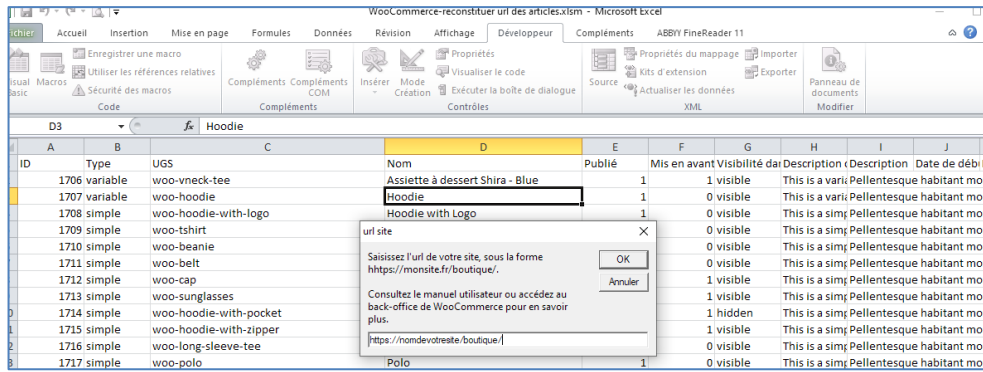 WooCommerce-reconstituer url des articles.xlsm - Microsoft Excel
Fichier Accueil Insertion Mise en page Formules Données Révision Affichage Développeur Compléments ABBYY FineReader 11
Visual Basic
Macros
Enregistrer une macro
Utiliser les références relatives
Sécurité des macros
Code
Compléments
Compléments COM
Compléments
Insérer
Mode Création
Propriétés
Visualiser le code
Exécuter la boîte de dialogue
Contrôles
Source
Propriétés du mappage
Kits d'extension
Actualiser les données
Importer
Exporter
XML
Panneau de documents
Modifier
D3 fx Hoodie
A B C D E F G H I J
ID Type UGS Nom Publié Mis en avant Visibilité dan Description c Description Date de débu
1706 variable woo-vneck-tee Assiette à dessert Shira - Blue 1 1 visible This is a varia Pellentesque habitant mo
1707 variable woo-hoodie Hoodie 1 0 visible This is a varia Pellentesque habitant mo
1708 simple woo-hoodie-with-logo Hoodie with Logo 1 0 visible This is a simp Pellentesque habitant mo
1709 simple woo-tshirt 0 visible This is a simp Pellentesque habitant mo
1710 simple woo-beanie 0 visible This is a simp Pellentesque habitant mo
1711 simple woo-belt 0 visible This is a simp Pellentesque habitant mo
1712 simple woo-cap 1 visible This is a simp Pellentesque habitant mo
1713 simple woo-sunglasses 1 visible This is a simp Pellentesque habitant mo
1714 simple woo-hoodie-with-pocket 1 hidden This is a simp Pellentesque habitant mo
1715 simple woo-hoodie-with-zipper 1 visible This is a simp Pellentesque habitant mo
1716 simple woo-long-sleeve-tee 0 visible This is a simp Pellentesque habitant mo
1717 simple woo-polo Polo 1 0 visible This is a simp Pellentesque habitant mo
url site
Saisissez l'url de votre site, sous la forme
hhtps://monsite.fr/boutique/.
Consultez le manuel utilisateur ou accédez au
back-office de WooCommerce pour en savoir
plus.
OK
Annuler
https://nomdevotresite/boutique/